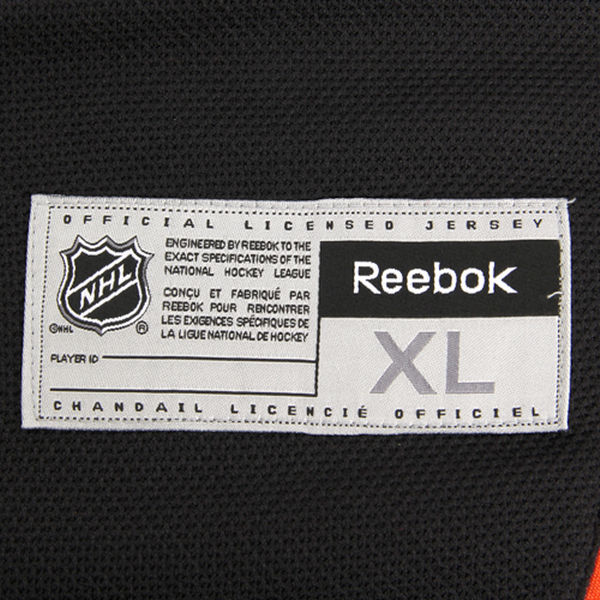 OFFICIAL LICENSED JERSEY
NHL
©NHL ®
ENGINEERED BY REEBOK TO THE
EXACT SPECIFICATIONS OF THE
NATIONAL HOCKEY LEAGUE
CONÇU ET FABRIQUÉ PAR
REEBOK POUR RENCONTRER
LES EXIGENCES SPÉCIFIQUES DE
LA LIGUE NATIONAL DE HOCKEY
PLAYER ID
Reebok
XL
CHANDAIL LICENCIÉ OFFICIEL